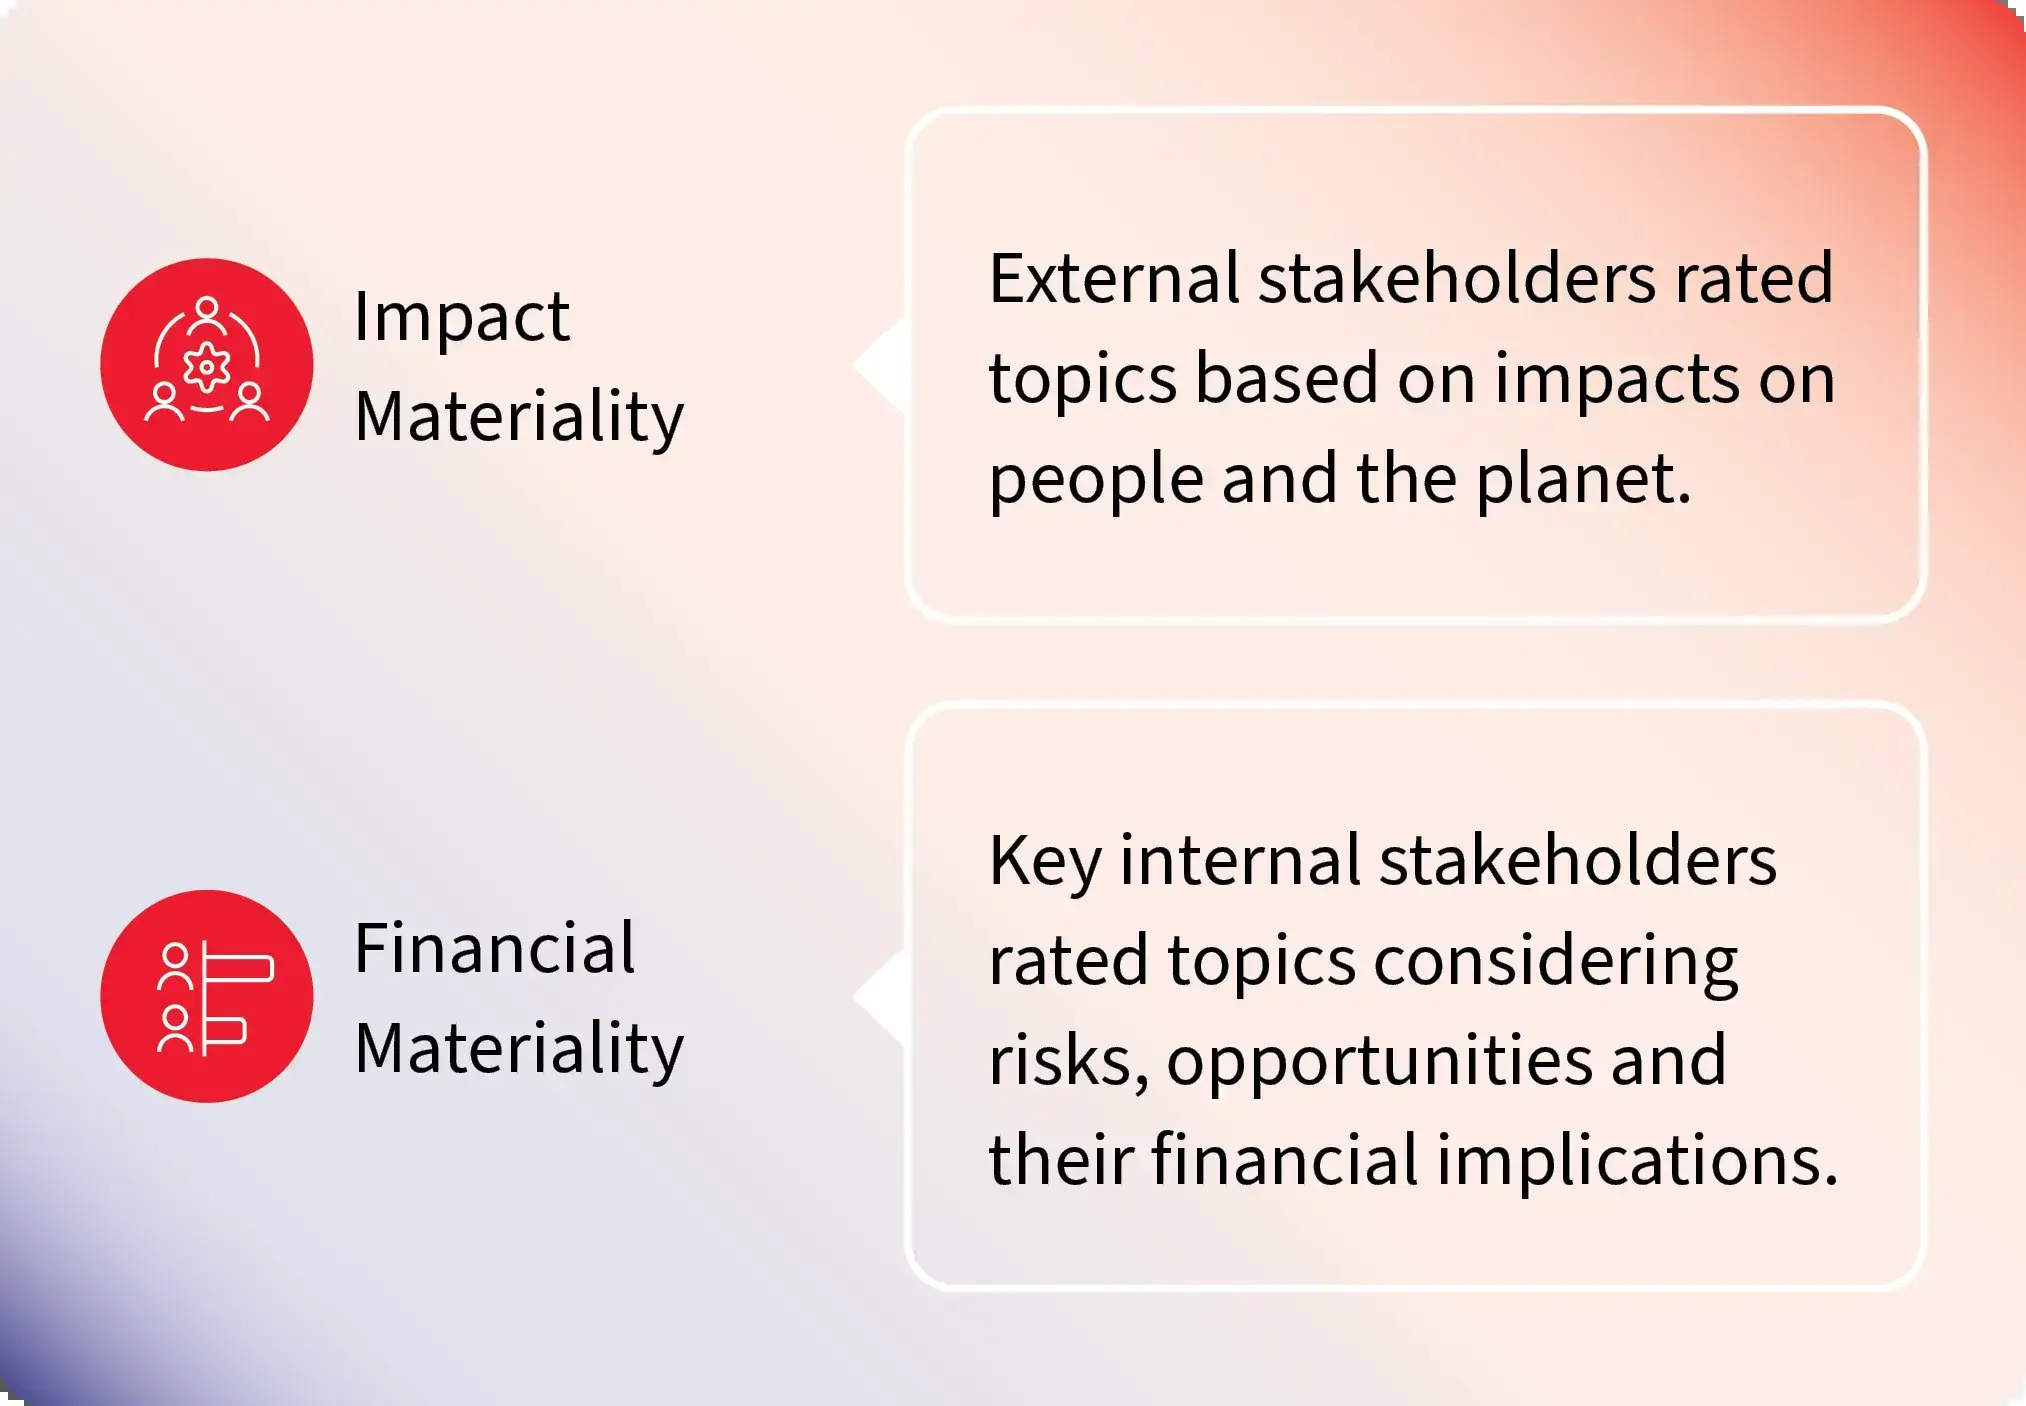 Impact
Materiality
External stakeholders rated
topics based on impacts on
people and the planet.
Financial
Materiality
Key internal stakeholders
rated topics considering
risks, opportunities and
their financial implications.